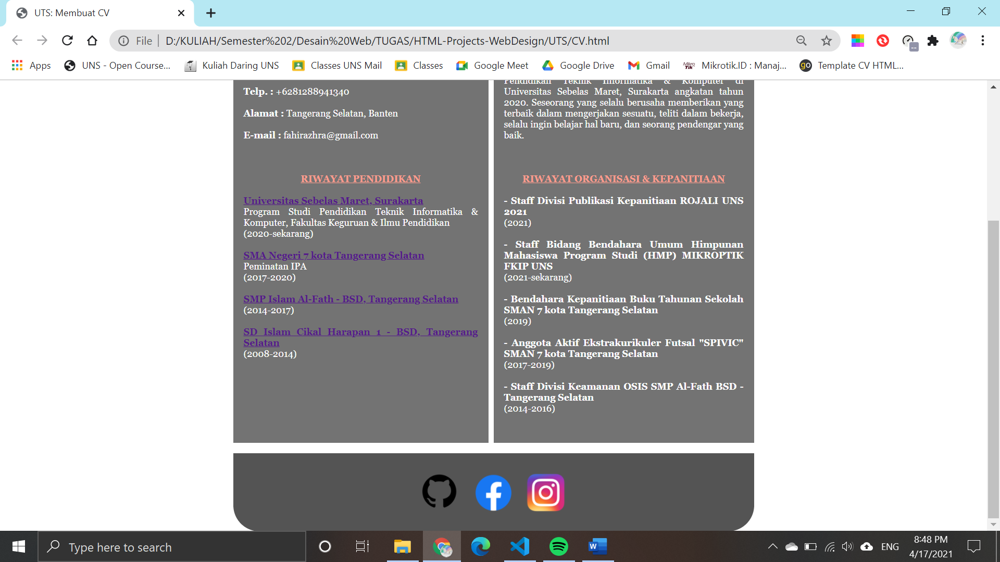 UTS: Membuat CV
File
D:/KULIAH/Semester%202/Desain%20Web/TUGAS/HTML-Projects-WebDesign/UTS/CV.html
Apps
UNS - Open Course...
Kuliah Daring UNS
Classes UNS Mail
Classes
Google Meet
Google Drive
Gmail
Mikro Tik
Mikrotik.ID : Manaj...
go
Template CV HTML...
Telp. : +6281288941340
Alamat : Tangerang Selatan, Banten
E-mail : fahirazhra@gmail.com
RIWAYAT PENDIDIKAN
Universitas Sebelas Maret, Surakarta
Program Studi Pendidikan Teknik Informatika &
Komputer, Fakultas Keguruan & Ilmu Pendidikan
(2020-sekarang)
SMA Negeri 7 kota Tangerang Selatan
Peminatan IPA
(2017-2020)
SMP Islam Al-Fath - BSD, Tangerang Selatan
(2014-2017)
SD Islam Cikal Harapan 1 - BSD, Tangerang
Selatan
(2008-2014)
Pendidikan Teknik Informatika & Komputer di
Universitas Sebelas Maret, Surakarta angkatan tahun
2020. Seseorang yang selalu berusaha memberikan yang
terbaik dalam mengerjakan sesuatu, teliti dalam bekerja,
selalu ingin belajar hal baru, dan seorang pendengar yang
baik.
RIWAYAT ORGANISASI & KEPANITIAAN
- Staff Divisi Publikasi Kepanitiaan ROJALI UNS
2021
(2021)
- Staff Bidang Bendahara Umum Himpunan
Mahasiswa Program Studi (HMP) MIKROPTIK
FKIP UNS
(2021-sekarang)
- Bendahara Kepanitiaan Buku Tahunan Sekolah
SMAN 7 kota Tangerang Selatan
(2019)
- Anggota Aktif Ekstrakurikuler Futsal "SPIVIC"
SMAN 7 kota Tangerang Selatan
(2017-2019)
- Staff Divisi Keamanan OSIS SMP Al-Fath BSD -
Tangerang Selatan
(2014-2016)
Type here to search
ENG
8:48 PM
4/17/2021